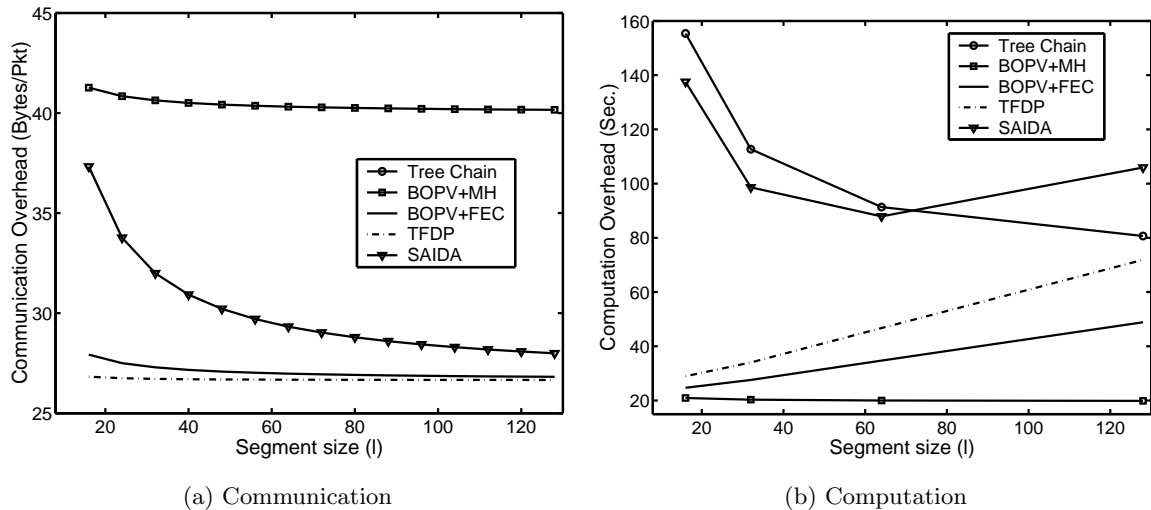 45
40
35
30
25
Communication Overhead (Bytes/Pkt)
Tree Chain
BOPV+MH
BOPV+FEC
TFDP
SAIDA
20 40 60 80 100 120
Segment size (l)
(a) Communication
160
140
120
100
80
60
40
20
Computation Overhead (Sec.)
Tree Chain
BOPV+MH
BOPV+FEC
TFDP
SAIDA
20 40 60 80 100 120
Segment size (l)
(b) Computation